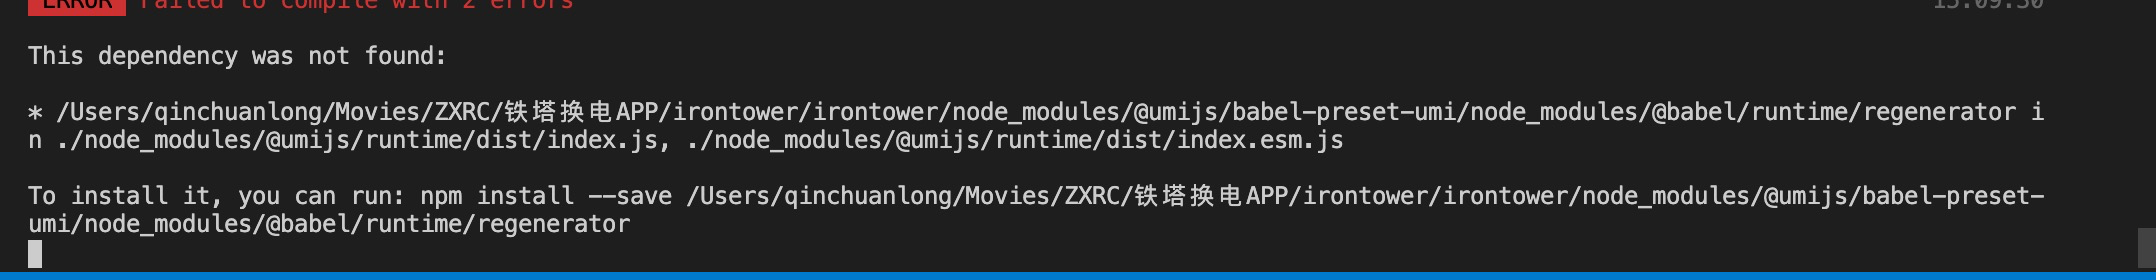 ERROR Failed to compile with 2 errors 15:09:30
This dependency was not found:
* /Users/qinchuanlong/Movies/ZXRC/铁塔换电APP/irontower/irontower/node_modules/@umijs/babel-preset-umi/node_modules/@babel/runtime/regenerator i
n ./node_modules/@umijs/runtime/dist/index.js, ./node_modules/@umijs/runtime/dist/index.esm.js
To install it, you can run: npm install --save /Users/qinchuanlong/Movies/ZXRC/铁塔换电APP/irontower/irontower/node_modules/@umijs/babel-preset-
umi/node_modules/@babel/runtime/regenerator